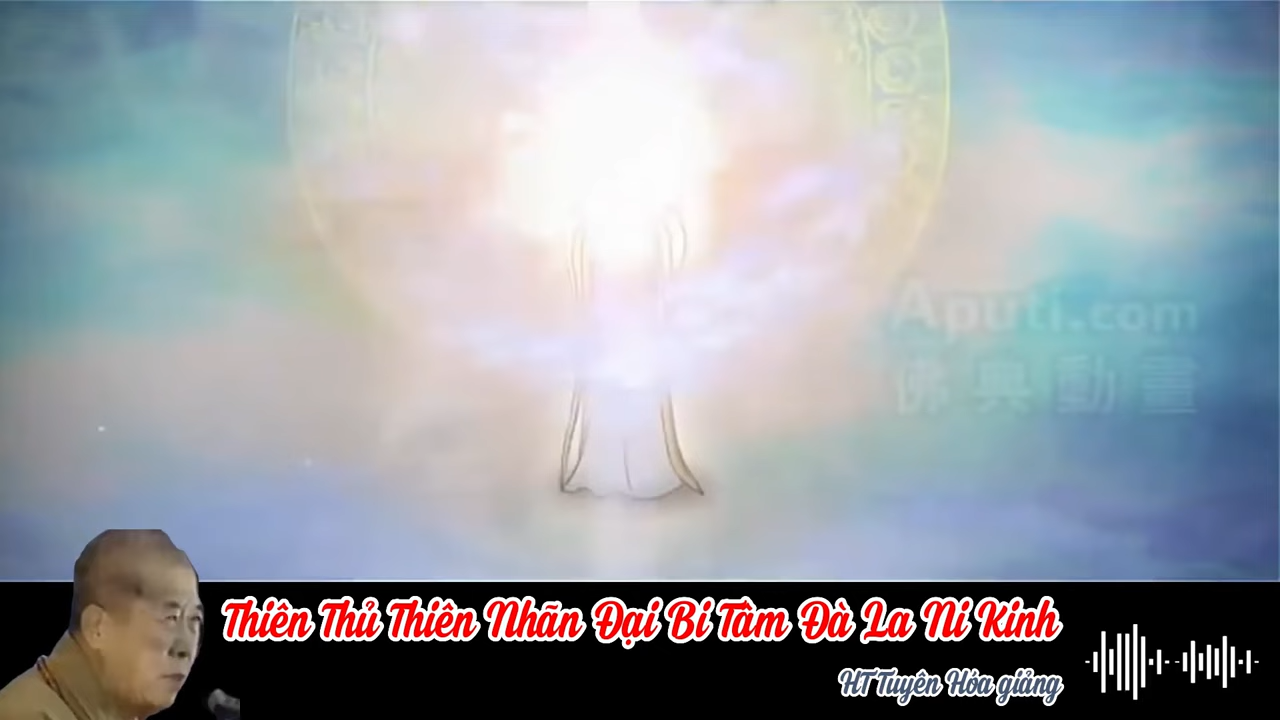 Aputi.com
佛典動畫
Thiên Thủ Thiên Nhãn Đại Bi Tâm Đà La Ni Kinh
HT Tuyên Hóa giảng